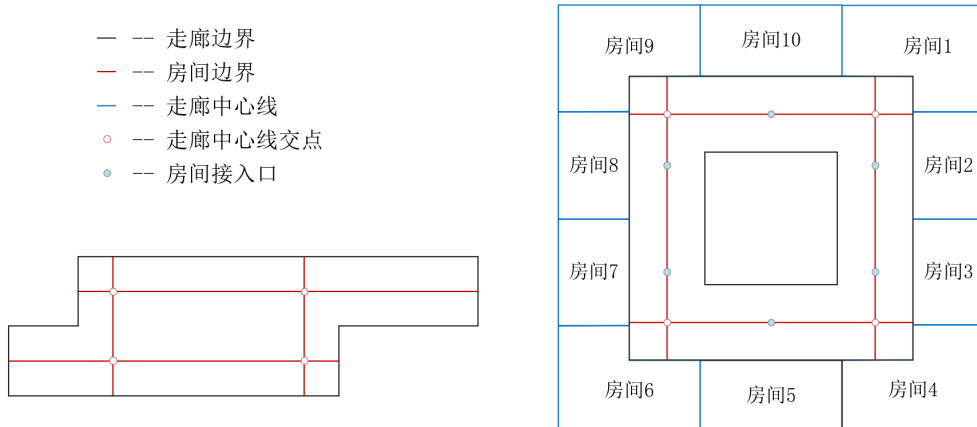 -- 走廊边界
-- 房间边界
-- 走廊中心线
-- 走廊中心线交点
-- 房间接入口
房间9
房间10
房间1
房间8
房间2
房间7
房间3
房间6
房间5
房间4